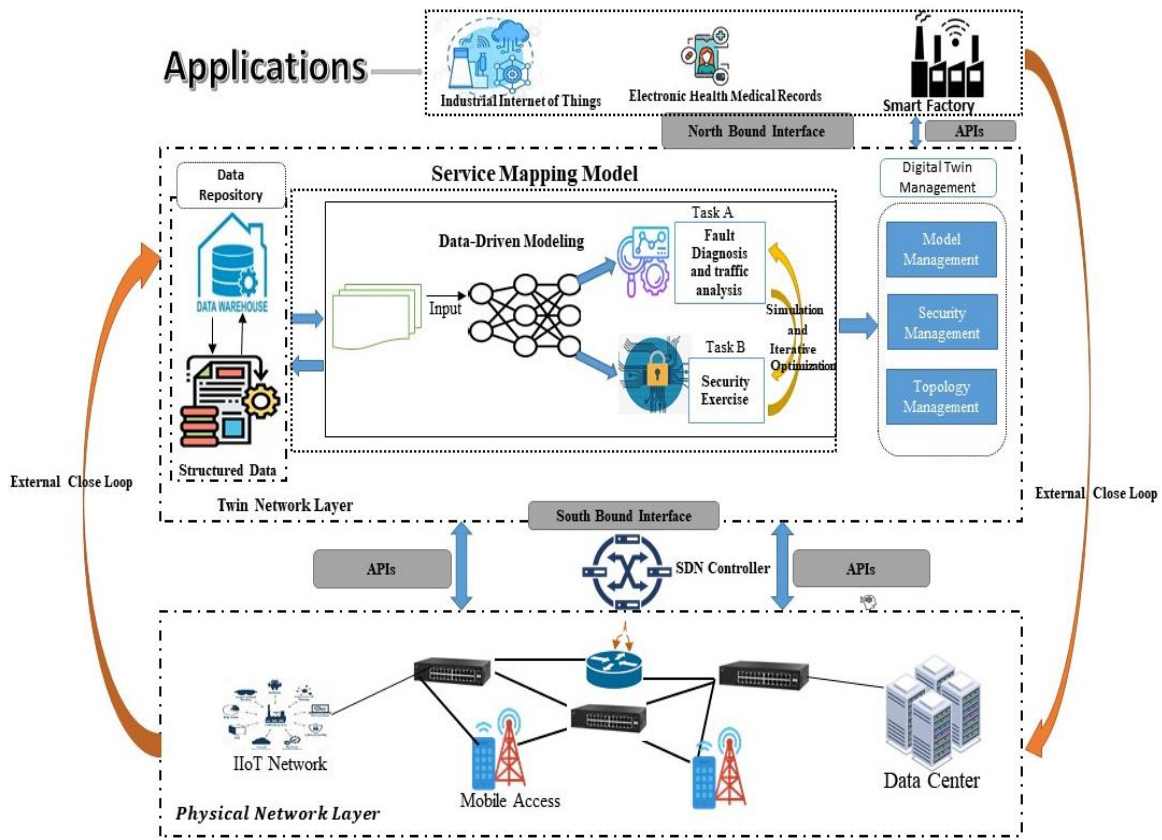 Applications
Industrial Internet of Things
Electronic Health Medical Records
Smart Factory
North Bound Interface
APIs
Data
Repository
DATA WAREHOUSE
Structured Data
Service Mapping Model
Data-Driven Modeling
Input
Task A
Fault
Diagnosis
and traffic
analysis
Simulation
and
Iterative
Optimization
Task B
Security
Exercise
Digital Twin
Management
Model
Management
Security
Management
Topology
Management
External Close Loop
External Close Loop
Twin Network Layer
South Bound Interface
APIs
SDN Controller
APIs
IIoT Network
Mobile Access
Data Center
Physical Network Layer